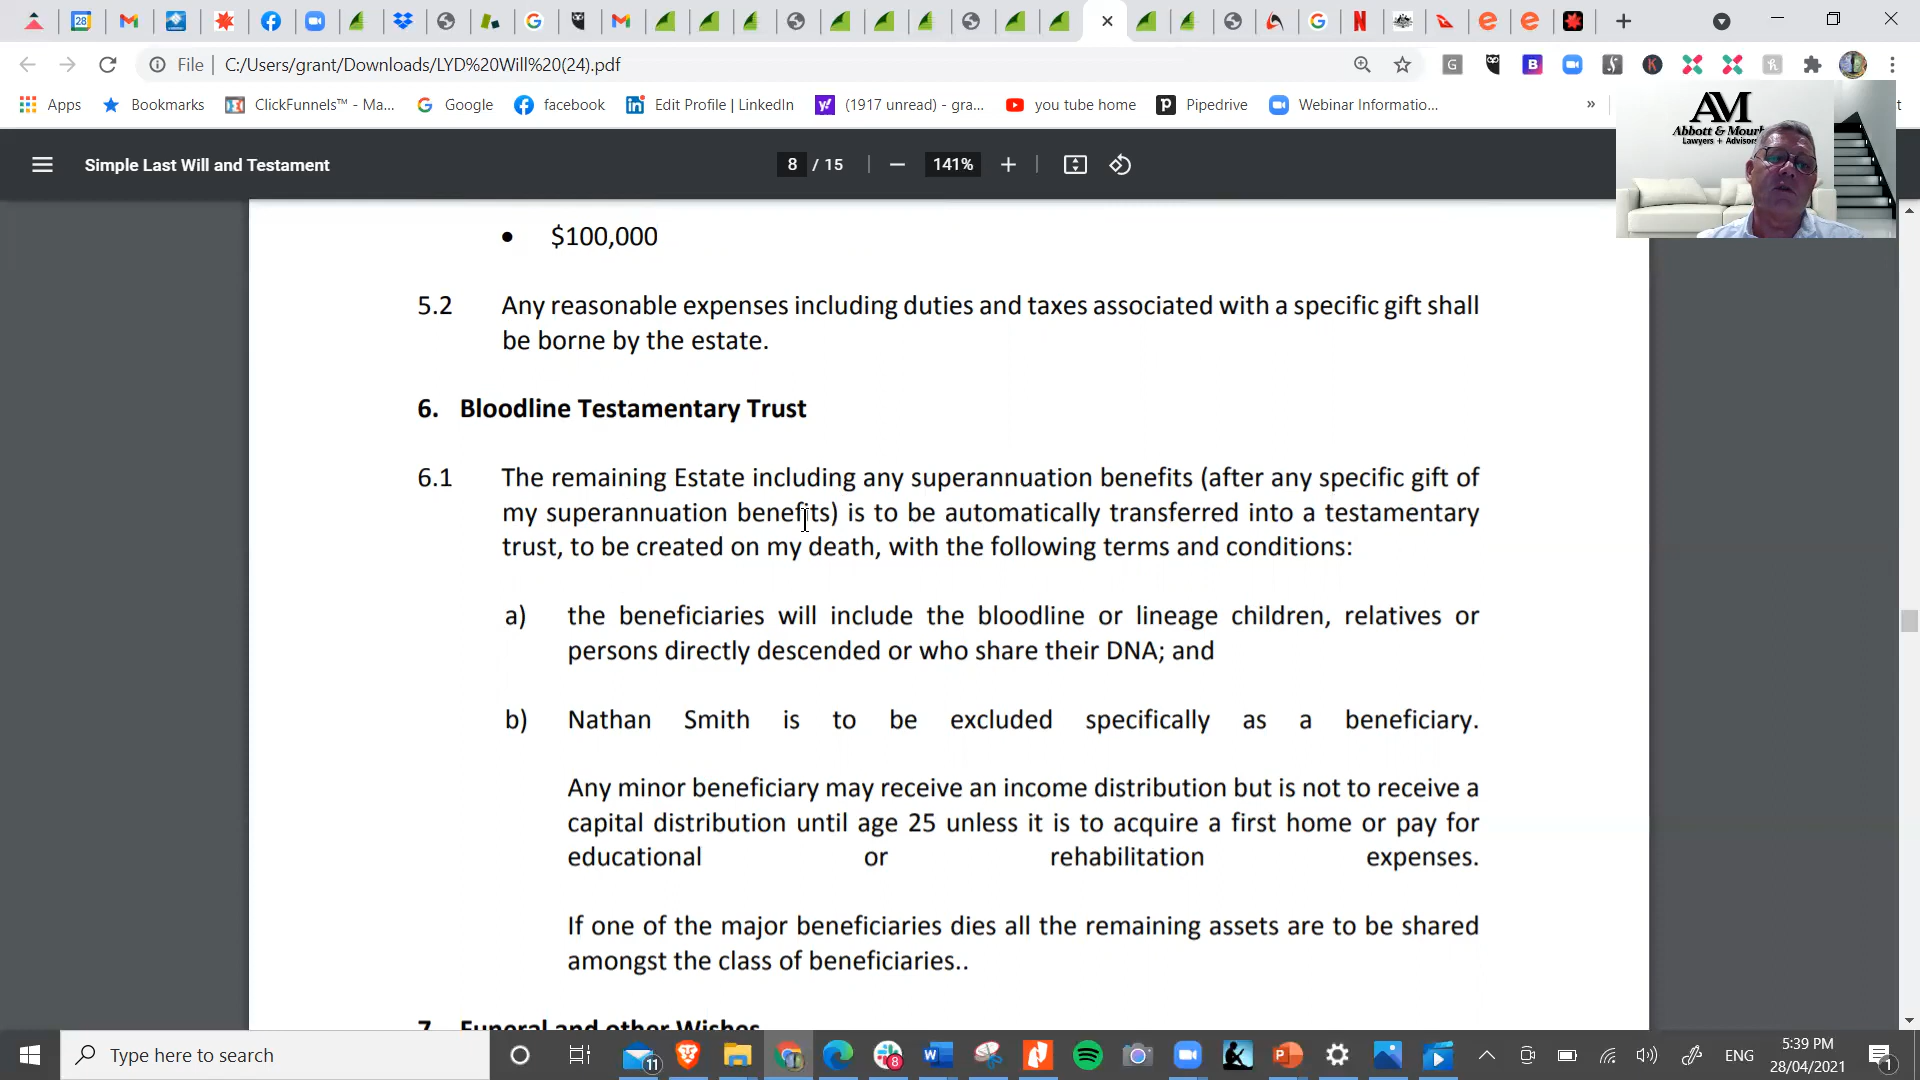 28
File
C:/Users/grant/Downloads/LYD%20Will%20(24).pdf
Apps
Bookmarks
ClickFunnels™ - Ma...
Google
facebook
Edit Profile | LinkedIn
(1917 unread) - gra...
you tube home
Pipedrive
Webinar Informatio...
»
AM
Lawyers + Advisors
Simple Last Will and Testament
8 / 15
141%
• $100,000
5.2 Any reasonable expenses including duties and taxes associated with a specific gift shall
be borne by the estate.
6. Bloodline Testamentary Trust
6.1 The remaining Estate including any superannuation benefits (after any specific gift of
my superannuation benefits) is to be automatically transferred into a testamentary
trust, to be created on my death, with the following terms and conditions:
a) the beneficiaries will include the bloodline or lineage children, relatives or
persons directly descended or who share their DNA; and
b) Nathan Smith is to be excluded specifically as a beneficiary.
Any minor beneficiary may receive an income distribution but is not to receive a
capital distribution until age 25 unless it is to acquire a first home or pay for
educational or rehabilitation expenses.
If one of the major beneficiaries dies all the remaining assets are to be shared
amongst the class of beneficiaries..
7. Funeral and other Wishes
Type here to search
11
8
ENG
5:39 PM
28/04/2021
1